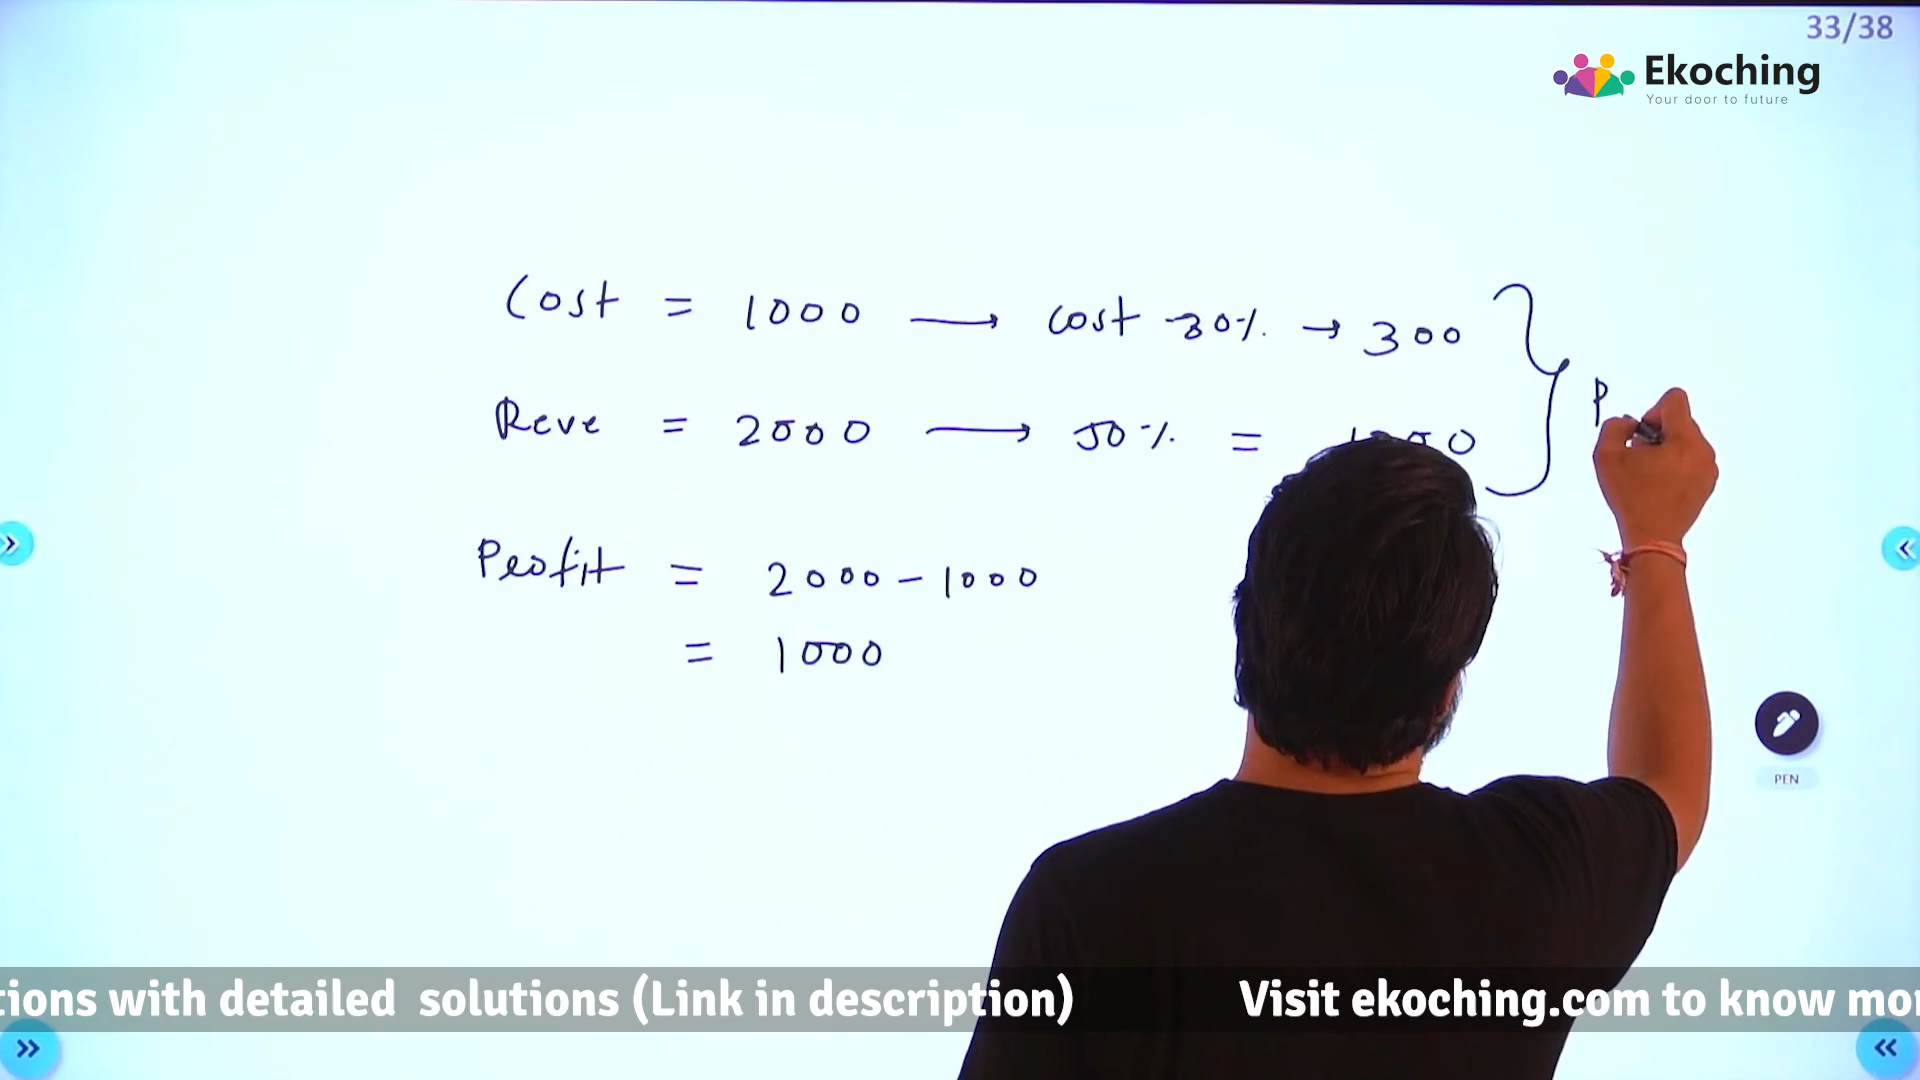 33/38
Ekoching
Your door to future
Cost = 1000 → cost 30% → 300
Reve = 2000 → 50% =
Peofit = 2000 - 1000
= 1000
P
PEN
tions with detailed solutions (Link in description) Visit ekoching.com to know mor